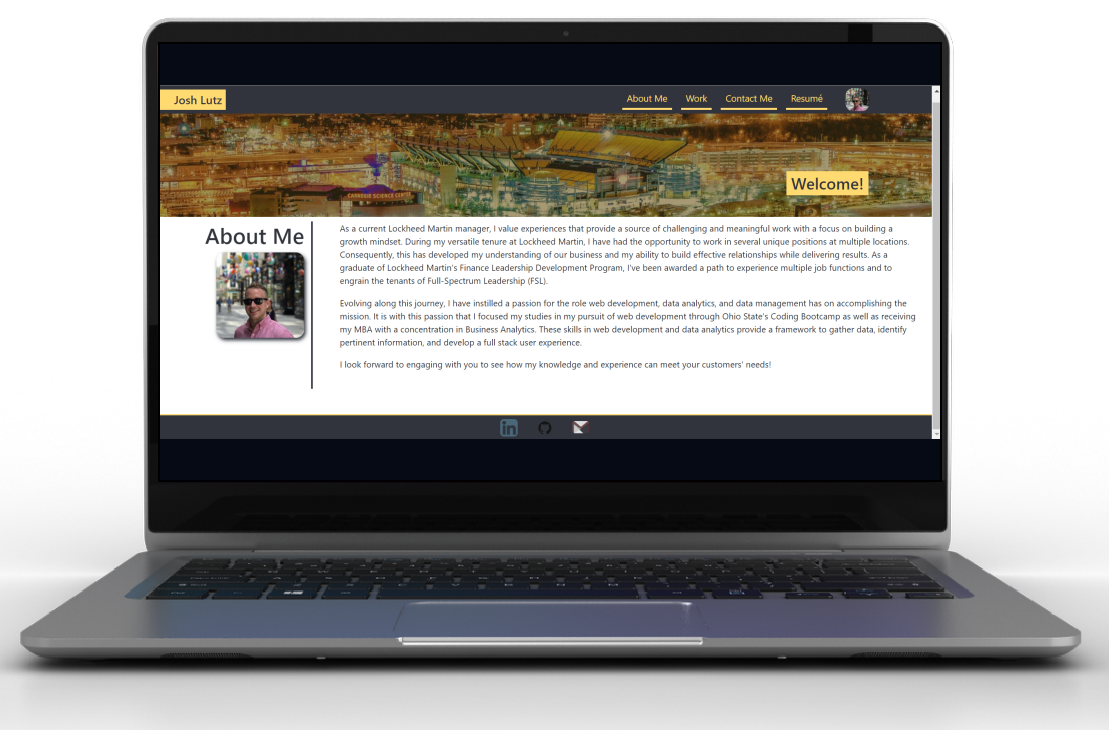 Josh Lutz
About Me
Work
Contact Me
Resumé
CARNEGIE SCIENCE CENTER
Welcome!
About Me
As a current Lockheed Martin manager, I value experiences that provide a source of challenging and meaningful work with a focus on building a
growth mindset. During my versatile tenure at Lockheed Martin, I have had the opportunity to work in several unique positions at multiple locations.
Consequently, this has developed my understanding of our business and my ability to build effective relationships while delivering results. As a
graduate of Lockheed Martin's Finance Leadership Development Program, I've been awarded a path to experience multiple job functions and to
engrain the tenants of Full-Spectrum Leadership (FSL).
Evolving along this journey, I have instilled a passion for the role web development, data analytics, and data management has on accomplishing the
mission. It is with this passion that I focused my studies in my pursuit of web development through Ohio State's Coding Bootcamp as well as receiving
my MBA with a concentration in Business Analytics. These skills in web development and data analytics provide a framework to gather data, identify
pertinent information, and develop a full stack user experience.
I look forward to engaging with you to see how my knowledge and experience can meet your customers' needs!
in